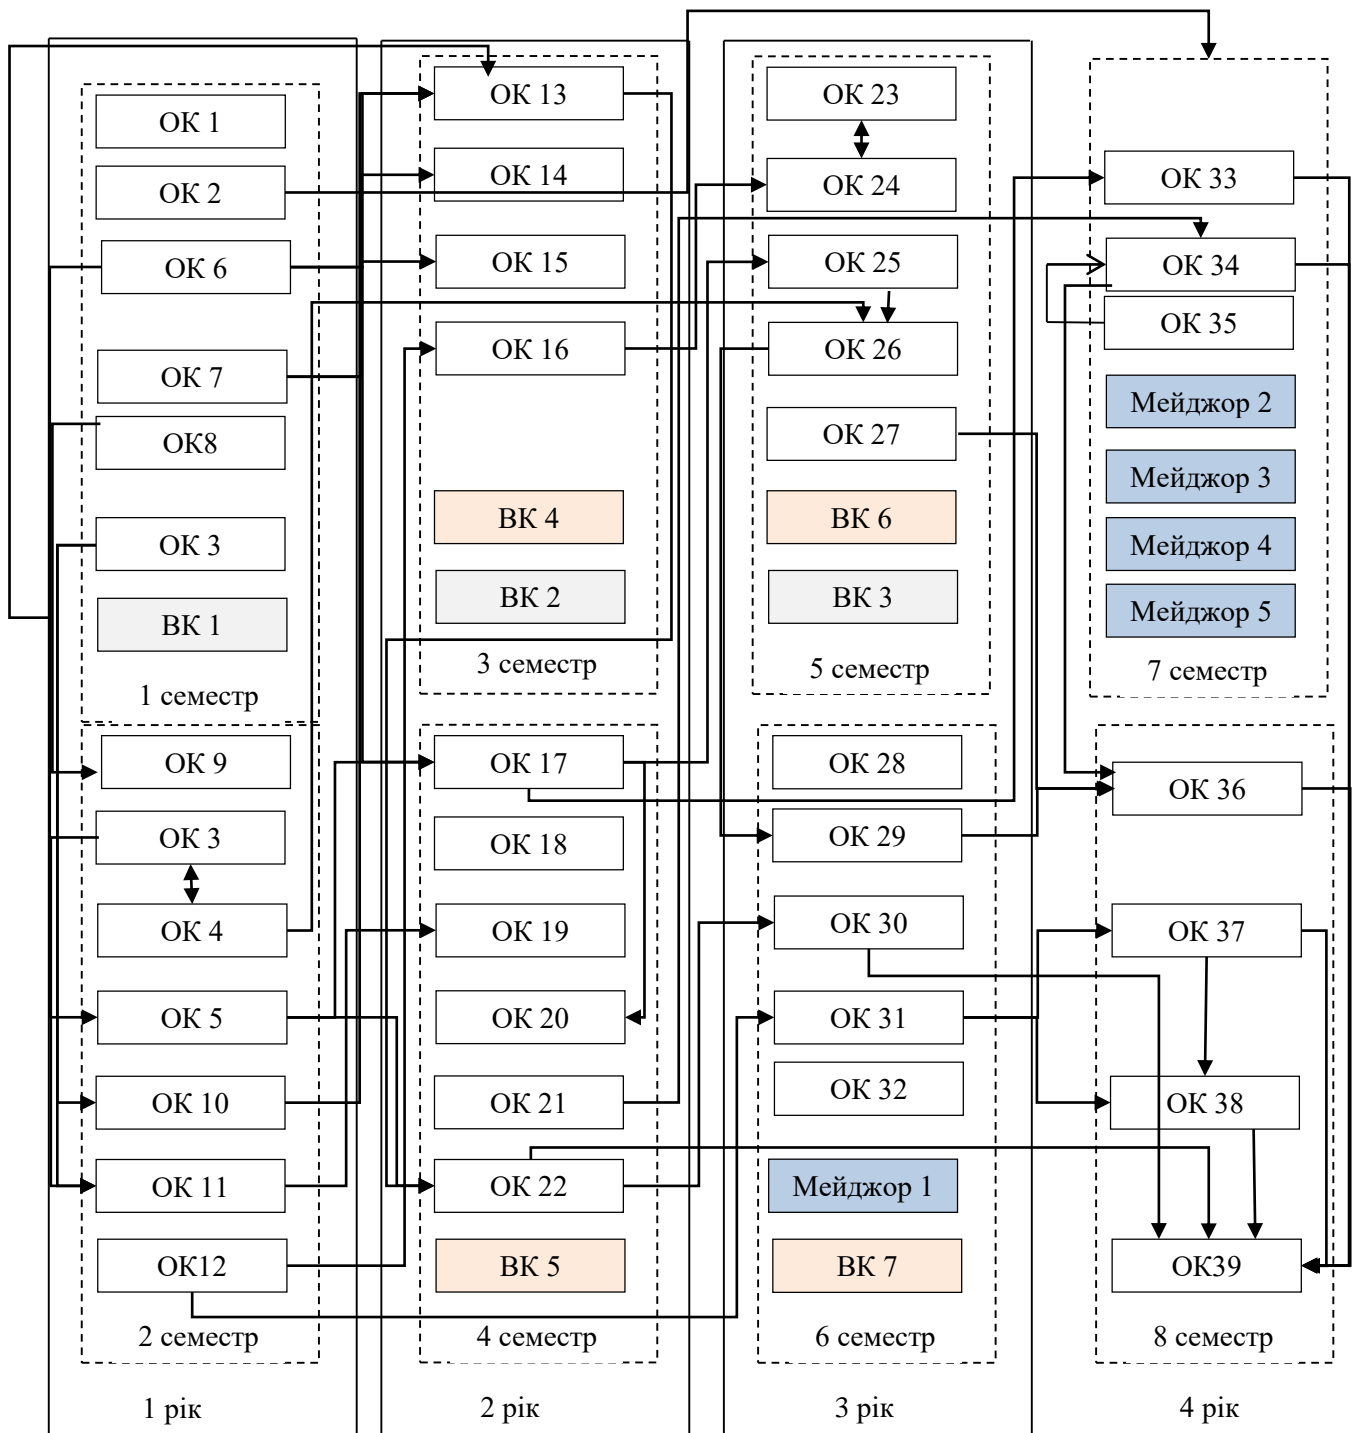 ОК 1
ОК 2
ОК 6
ОК 7
ОК8
ОК 3
ВК 1
1 семестр
ОК 9
ОК 3
ОК 4
ОК 5
ОК 10
ОК 11
ОК12
2 семестр
1 рік
ОК 13
ОК 14
ОК 15
ОК 16
ВК 4
ВК 2
3 семестр
ОК 17
ОК 18
ОК 19
ОК 20
ОК 21
ОК 22
ВК 5
4 семестр
2 рік
ОК 23
ОК 24
ОК 25
ОК 26
ОК 27
ВК 6
ВК 3
5 семестр
ОК 28
ОК 29
ОК 30
ОК 31
ОК 32
Мейджор 1
ВК 7
6 семестр
3 рік
ОК 33
ОК 34
ОК 35
Мейджор 2
Мейджор 3
Мейджор 4
Мейджор 5
7 семестр
ОК 36
ОК 37
ОК 38
ОК39
8 семестр
4 рік